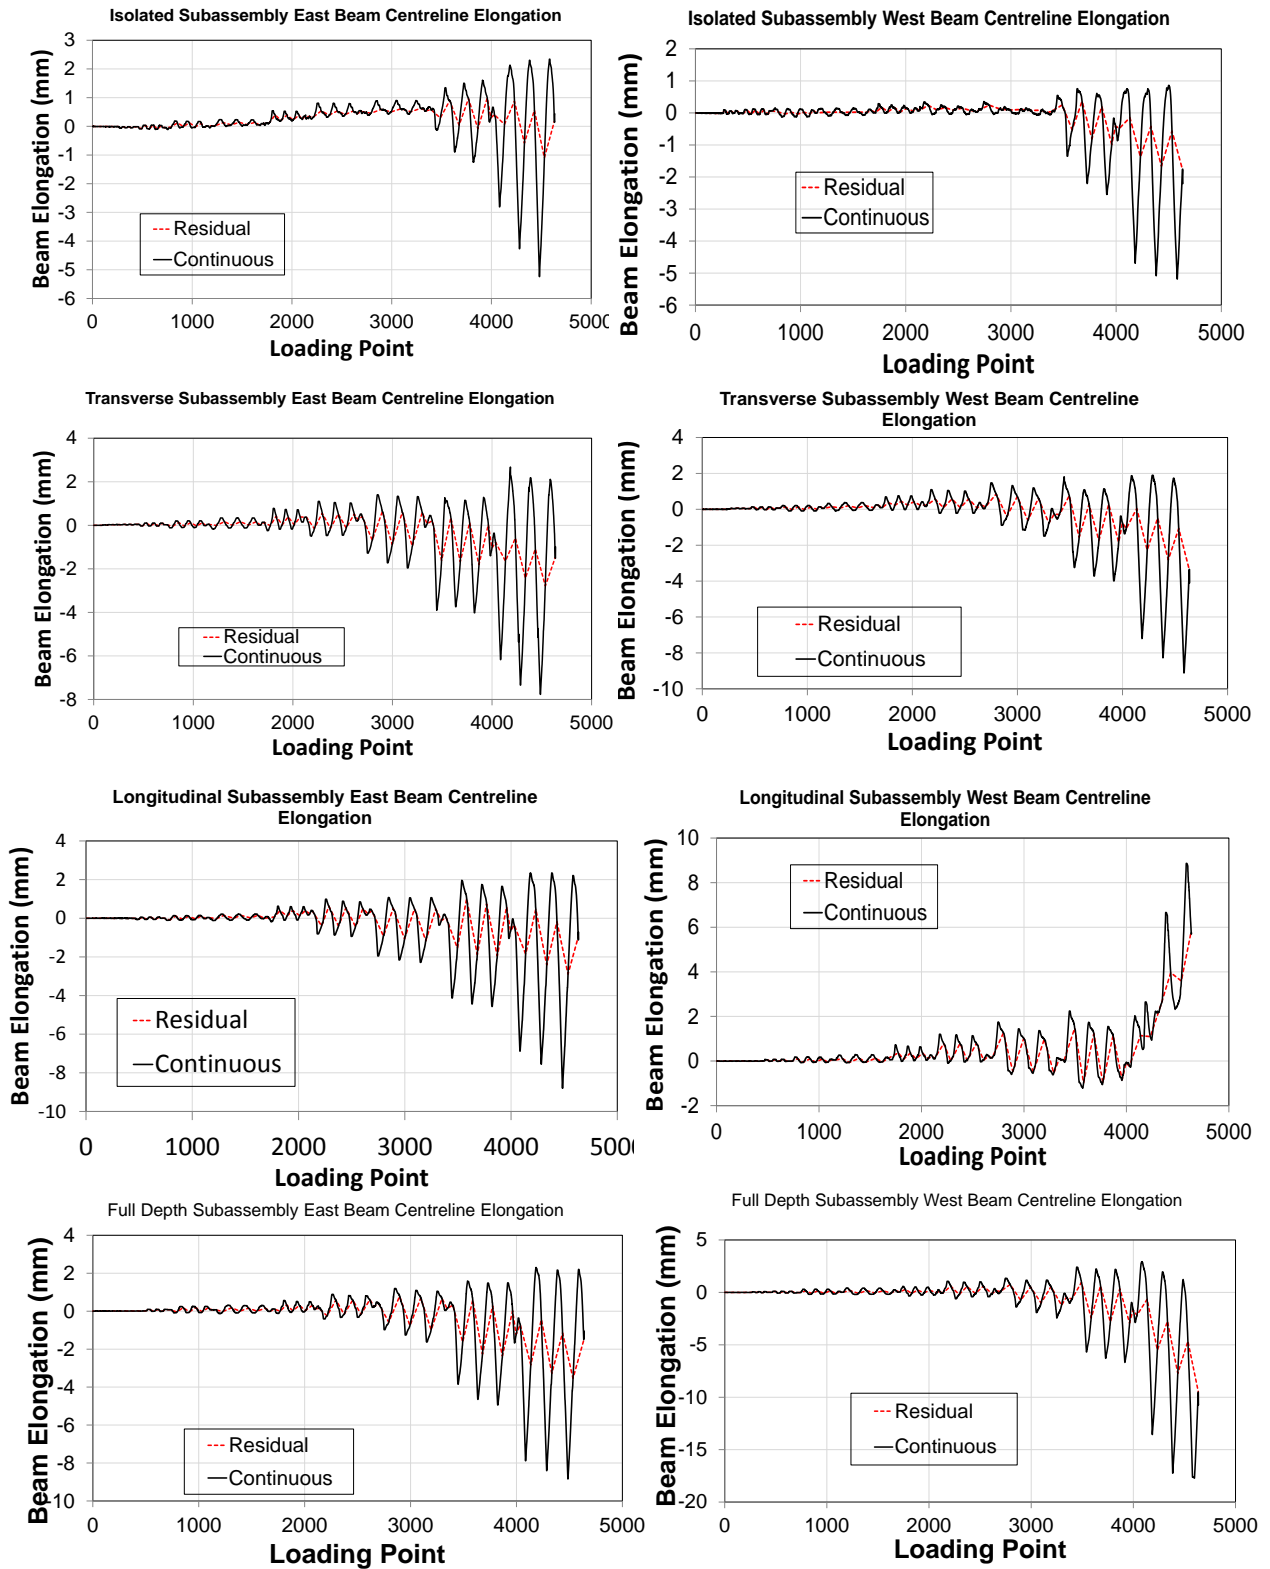 Isolated Subassembly East Beam Centreline Elongation
Beam Elongation (mm)
3
2
1
0
-1
-2
-3
-4
-5
-6
Residual
Continuous
0 1000 2000 3000 4000 5000
Loading Point
Isolated Subassembly West Beam Centreline Elongation
Beam Elongation (mm)
2
1
0
-1
-2
-3
-4
-5
-6
Residual
Continuous
0 1000 2000 3000 4000 5000
Loading Point
Transverse Subassembly East Beam Centreline Elongation
Beam Elongation (mm)
4
2
0
-2
-4
-6
-8
Residual
Continuous
0 1000 2000 3000 4000 5000
Loading Point
Transverse Subassembly West Beam Centreline
Elongation
Beam Elongation (mm)
4
2
0
-2
-4
-6
-8
-10
Residual
Continuous
0 1000 2000 3000 4000 5000
Loading Point
Longitudinal Subassembly East Beam Centreline
Elongation
Beam Elongation (mm)
4
2
0
-2
-4
-6
-8
-10
Residual
Continuous
0 1000 2000 3000 4000 5000
Loading Point
Longitudinal Subassembly West Beam Centreline
Elongation
Beam Elongation (mm)
10
8
6
4
2
0
-2
Residual
Continuous
0 1000 2000 3000 4000 5000
Loading Point
Full Depth Subassembly East Beam Centreline Elongation
Beam Elongation (mm)
4
2
0
-2
-4
-6
-8
-10
Residual
Continuous
0 1000 2000 3000 4000 5000
Loading Point
Full Depth Subassembly West Beam Centreline Elongation
Beam Elongation (mm)
5
0
-5
-10
-15
-20
Residual
Continuous
0 1000 2000 3000 4000 5000
Loading Point